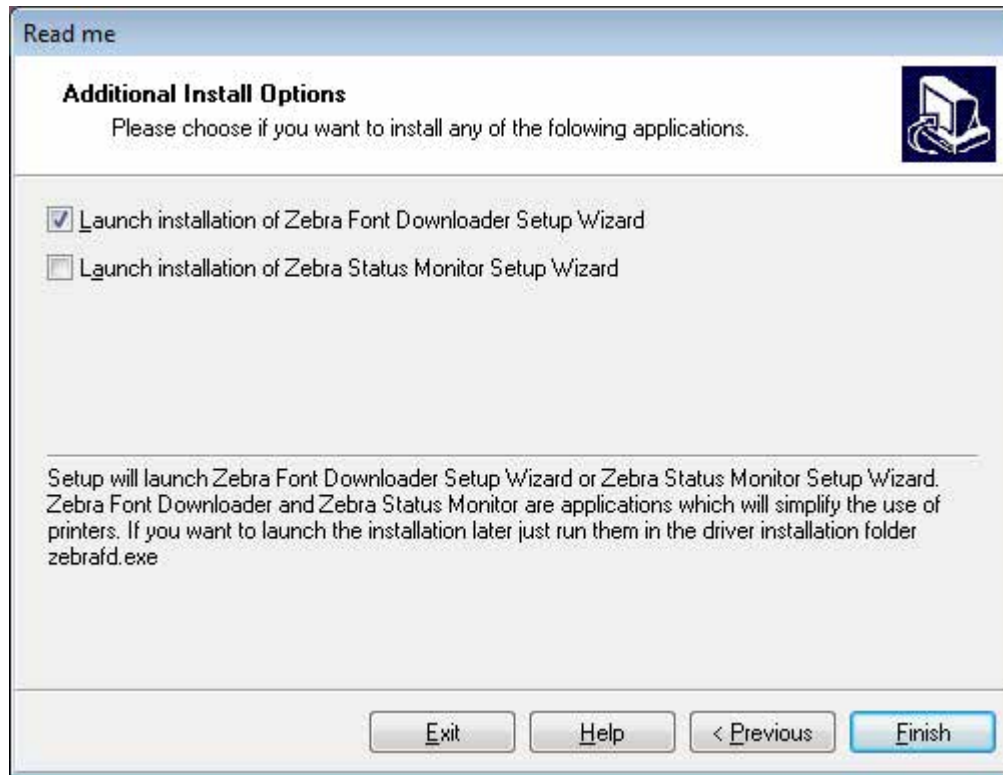 Read me
Additional Install Options
Please choose if you want to install any of the folowing applications.
Launch installation of Zebra Font Downloader Setup Wizard
Launch installation of Zebra Status Monitor Setup Wizard
Setup will launch Zebra Font Downloader Setup Wizard or Zebra Status Monitor Setup Wizard.
Zebra Font Downloader and Zebra Status Monitor are applications which will simplify the use of
printers. If you want to launch the installation later just run them in the driver installation folder
zebrafd.exe
Exit Help < Previous Finish